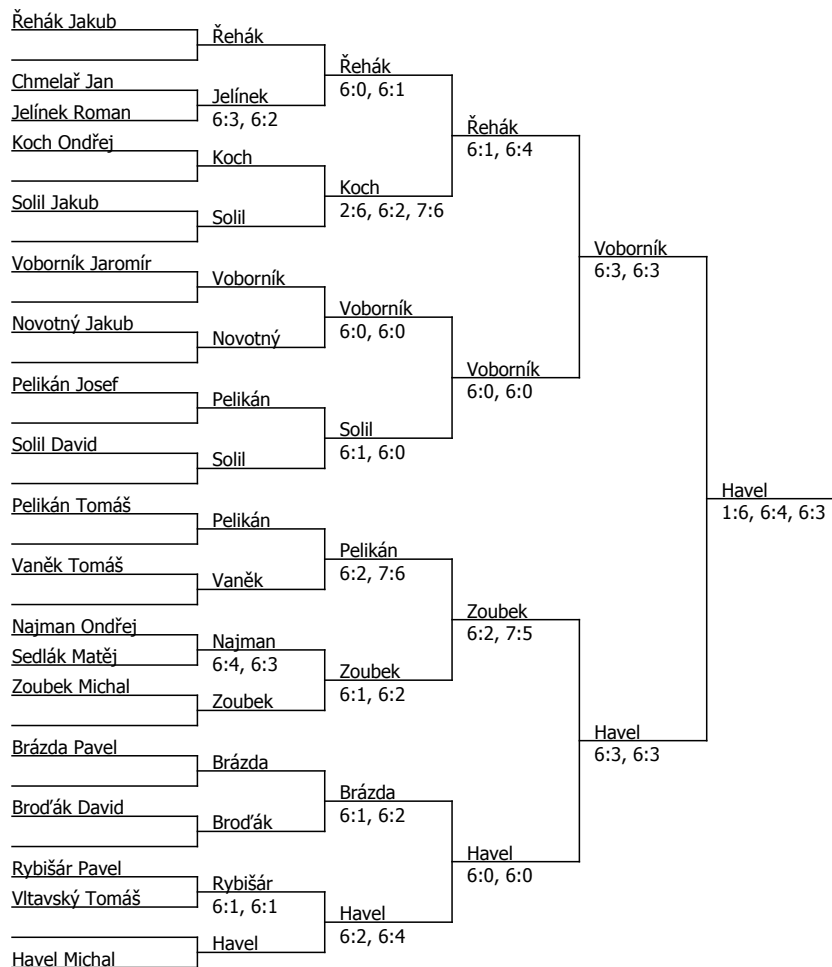 Řehák Jakub
Chmelař Jan
Jelínek Roman
Koch Ondřej
Solil Jakub
Voborník Jaromír
Novotný Jakub
Pelikán Josef
Solil David
Pelikán Tomáš
Vaněk Tomáš
Najman Ondřej
Sedlák Matěj
Zoubek Michal
Brázda Pavel
Broďák David
Rybišár Pavel
Vltavský Tomáš
Havel Michal
Řehák
Jelínek
6:3, 6:2
Koch
Solil
Voborník
Novotný
Pelikán
Solil
Pelikán
Vaněk
Najman
6:4, 6:3
Zoubek
Brázda
Broďák
Rybišár
6:1, 6:1
Havel
Řehák
6:0, 6:1
Koch
2:6, 6:2, 7:6
Voborník
6:0, 6:0
Solil
6:1, 6:0
Pelikán
6:2, 7:6
Zoubek
6:1, 6:2
Brázda
6:1, 6:2
Havel
6:2, 6:4
Řehák
6:1, 6:4
Voborník
6:0, 6:0
Zoubek
6:2, 7:5
Havel
6:0, 6:0
Voborník
6:3, 6:3
Havel
6:3, 6:3
Havel
1:6, 6:4, 6:3